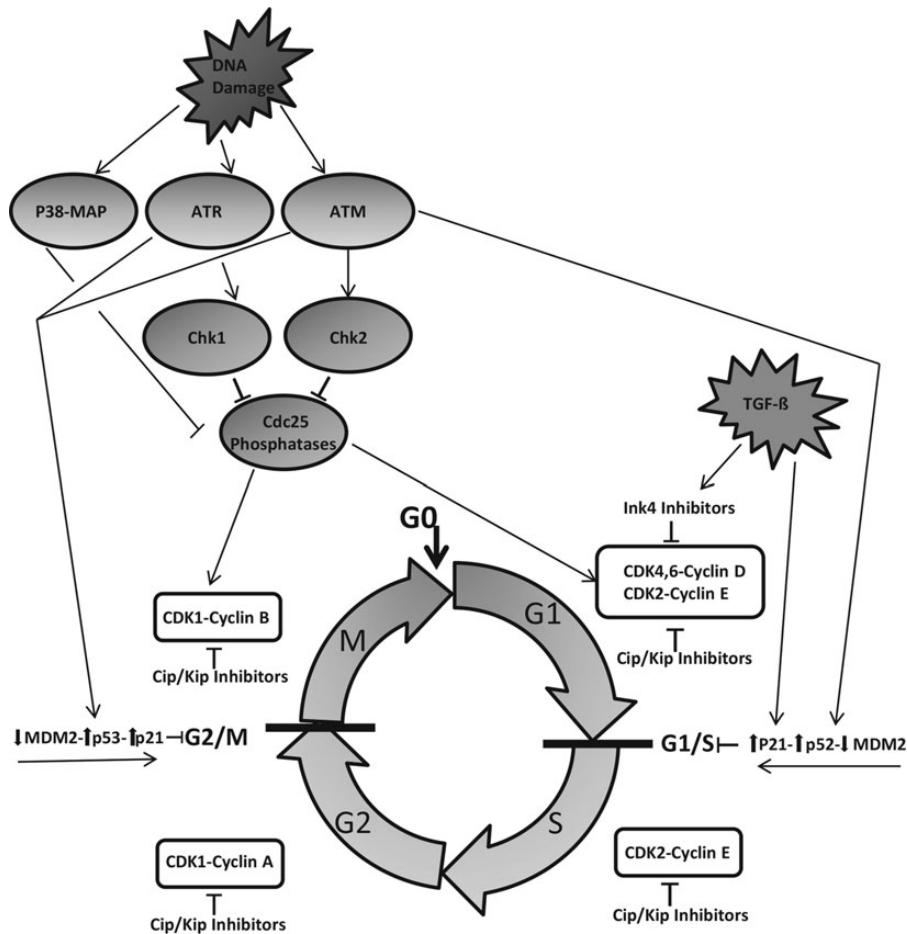 DNA
Damage
P38-MAP
ATR
ATM
Chk1
Chk2
TGF-ß
Cdc25
Phosphatases
Ink4 Inhibitors
G0
CDK4,6-Cyclin D
CDK2-Cyclin E
G1
CDK1-Cyclin B
M
Cip/Kip Inhibitors
Cip/Kip Inhibitors
MDM2-p53-p21 G2/M
G1/S P21-p52-MDM2
G2
S
CDK1-Cyclin A
CDK2-Cyclin E
Cip/Kip Inhibitors
Cip/Kip Inhibitors